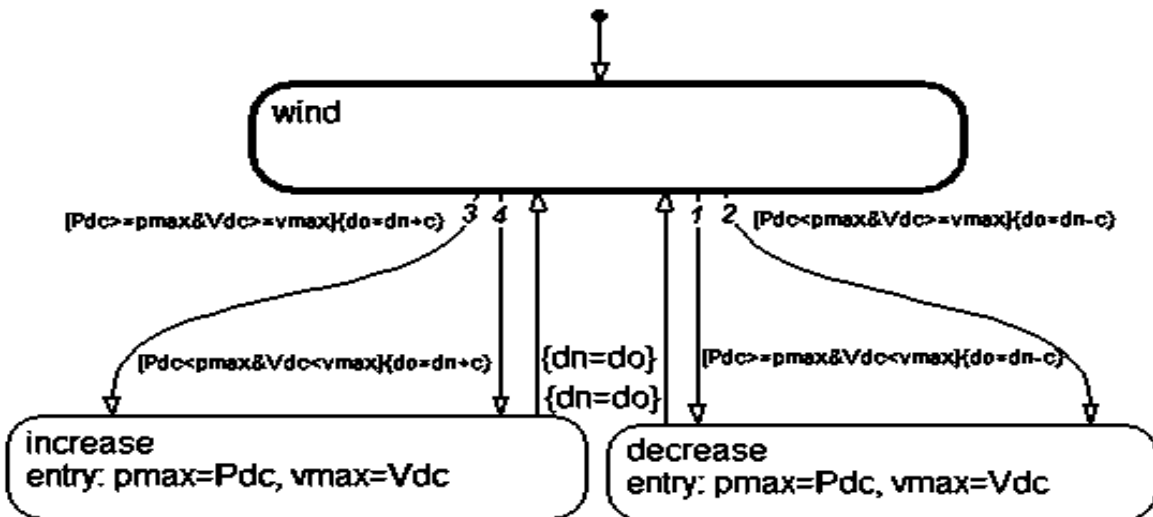 wind
3 4 1 2
[Pdc>=pmax&Vdc>=vmax]{do=dn+c}
[Pdc<pmax&Vdc>=vmax]{do=dn-c}
[Pdc<pmax&Vdc<vmax]{do=dn+c}
{dn=do}
[Pdc>=pmax&Vdc<vmax]{do=dn-c}
{dn=do}
increase
entry: pmax=Pdc, vmax=Vdc
decrease
entry: pmax=Pdc, vmax=Vdc